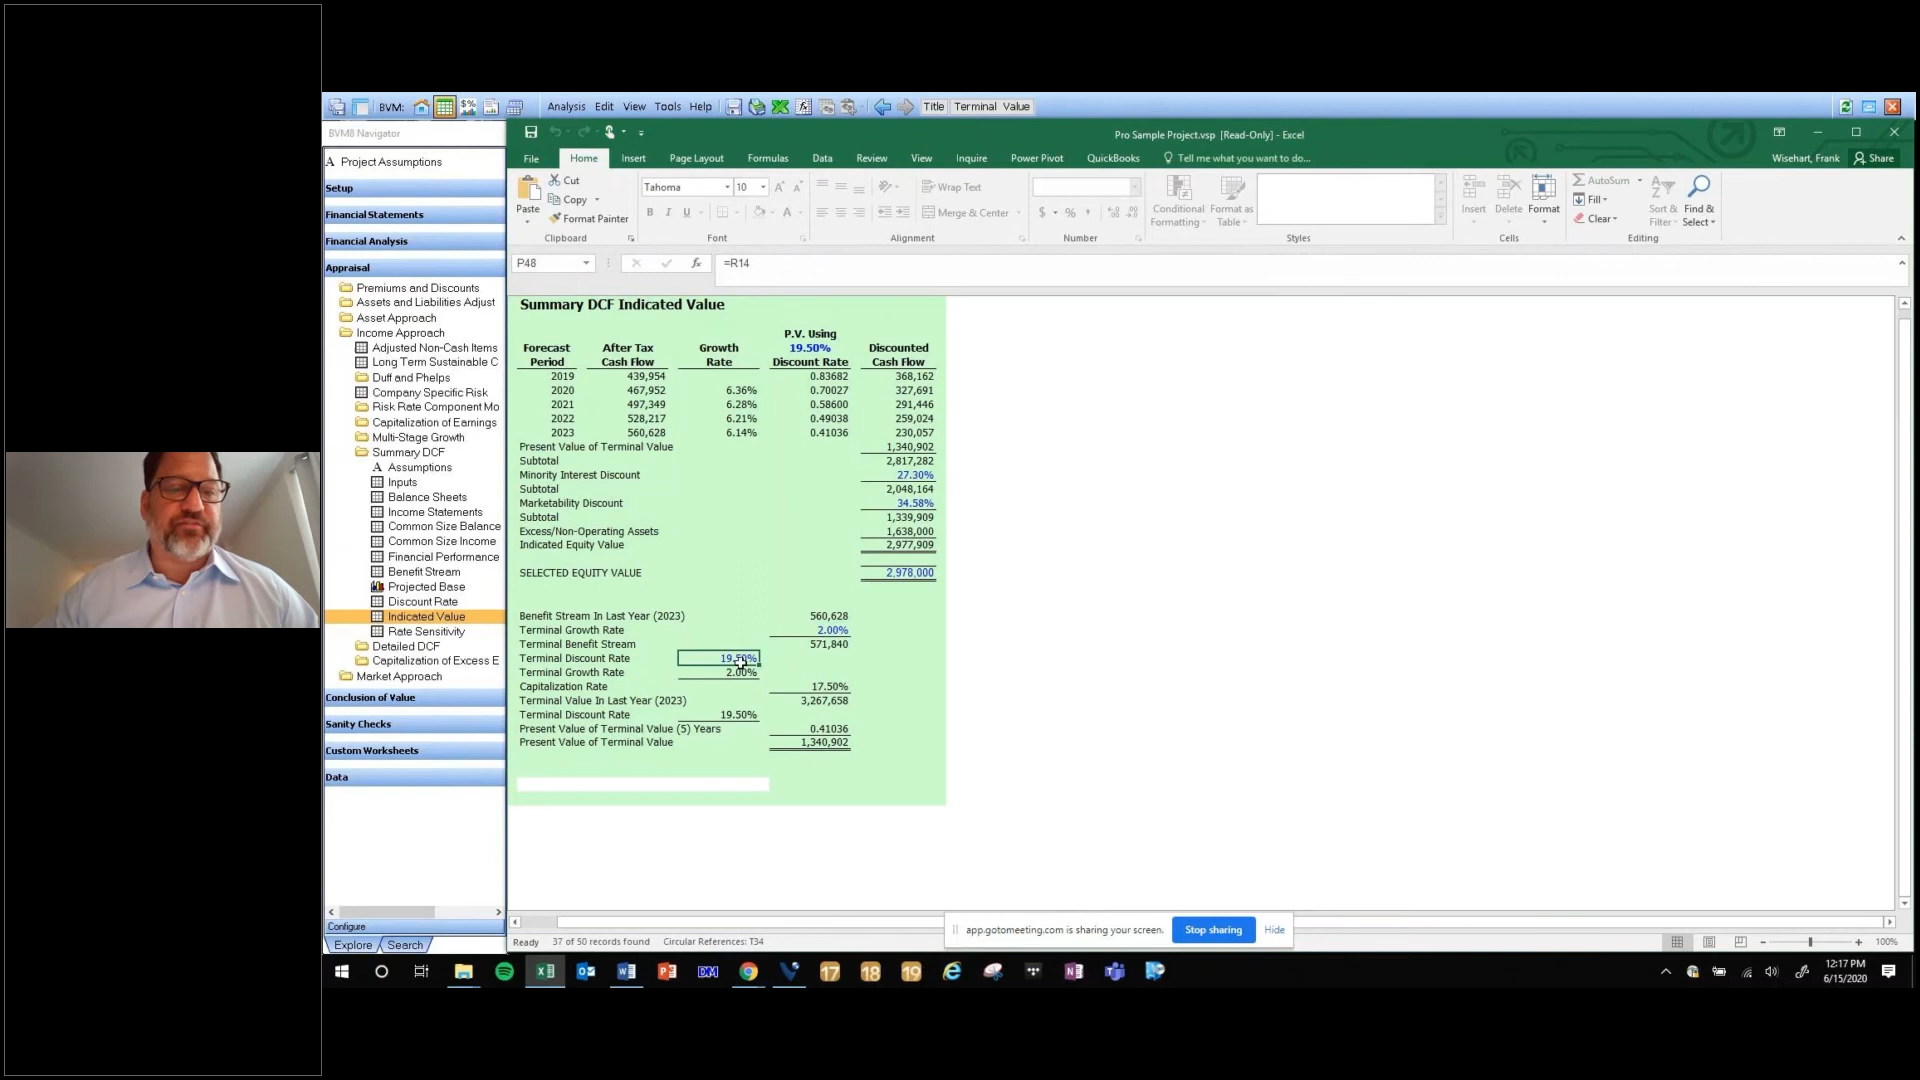 BVM:
Analysis Edit View Tools Help
Title Terminal Value
BVM8 Navigator
Project Assumptions
Setup
Financial Statements
Financial Analysis
Appraisal
Premiums and Discounts
Assets and Liabilities Adjust
Asset Approach
Income Approach
Adjusted Non-Cash Items
Long Term Sustainable C
Duff and Phelps
Company Specific Risk
Risk Rate Component Mo
Capitalization of Earnings
Multi-Stage Growth
Summary DCF
Assumptions
Inputs
Balance Sheets
Income Statements
Common Size Balance
Common Size Income
Financial Performance
Benefit Stream
Projected Base
Discount Rate
Indicated Value
Rate Sensitivity
Detailed DCF
Capitalization of Excess E
Market Approach
Conclusion of Value
Sanity Checks
Custom Worksheets
Data
Configure
Explore Search
Pro Sample Project.vsp [Read-Only] - Excel
File Home Insert Page Layout Formulas Data Review View Inquire Power Pivot QuickBooks Tell me what you want to do...
Wisehart, Frank Share
Paste
Cut
Copy
Format Painter
Clipboard
Tahoma 10
B I U
Font
Wrap Text
Merge & Center
Alignment
$ % ,
Number
Conditional Formatting
Format as Table
Styles
Insert Delete Format
Cells
AutoSum
Fill
Clear
Sort & Filter
Find & Select
Editing
P48 fx =R14
Summary DCF Indicated Value
P.V. Using
Forecast After Tax Growth 19.50% Discounted
Period Cash Flow Rate Discount Rate Cash Flow
2019 439,954 0.83682 368,162
2020 467,952 6.36% 0.70027 327,691
2021 497,349 6.28% 0.58600 291,446
2022 528,217 6.21% 0.49038 259,024
2023 560,628 6.14% 0.41036 230,057
Present Value of Terminal Value 1,340,902
Subtotal 2,817,282
Minority Interest Discount 27.30%
Subtotal 2,048,164
Marketability Discount 34.58%
Subtotal 1,339,909
Excess/Non-Operating Assets 1,638,000
Indicated Equity Value 2,977,909
SELECTED EQUITY VALUE 2,978,000
Benefit Stream In Last Year (2023) 560,628
Terminal Growth Rate 2.00%
Terminal Benefit Stream 571,840
Terminal Discount Rate 19.50%
Terminal Growth Rate 2.00%
Capitalization Rate 17.50%
Terminal Value In Last Year (2023) 3,267,658
Terminal Discount Rate 19.50%
Present Value of Terminal Value (5) Years 0.41036
Present Value of Terminal Value 1,340,902
app.gotomeeting.com is sharing your screen. Stop sharing Hide
Ready 37 of 50 records found Circular References: T34
100%
DM 17 18 19
12:17 PM
6/15/2020